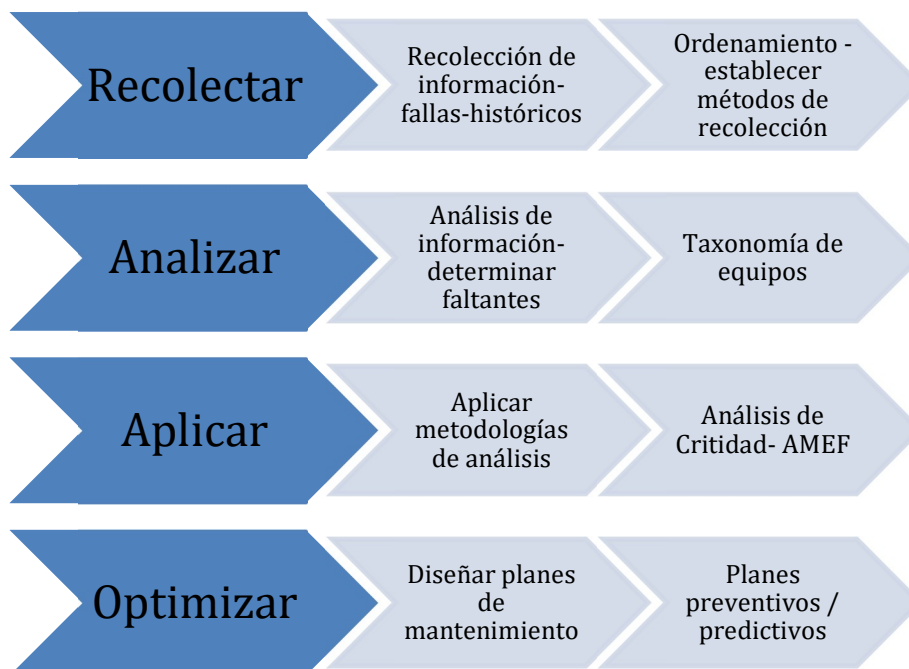 Recolectar
Recolección de
información-
fallas-históricos
Ordenamiento -
establecer
métodos de
recolección
Analizar
Análisis de
información-
determinar
faltantes
Taxonomía de
equipos
Aplicar
Aplicar
metodologías
de análisis
Análisis de
Critidad- AMEF
Optimizar
Diseñar planes
de
mantenimiento
Planes
preventivos /
predictivos